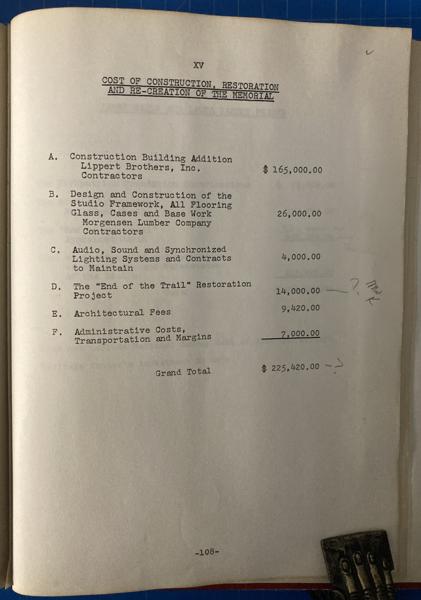 XV
COST OF CONSTRUCTION, RESTORATION
AND RE-CREATION OF THE MEMORIAL
A. Construction Building Addition
Lippert Brothers, Inc.
Contractors $ 165,000.00
B. Design and Construction of the
Studio Framework, All Flooring
Glass, Cases and Base Work 26,000.00
Morgensen Lumber Company
Contractors
C. Audio, Sound and Synchronized
Lighting Systems and Contracts 4,000.00
to Maintain
D. The "End of the Trail" Restoration
Project 14,000.00 — ?
E. Architectural Fees 9,420.00
F. Administrative Costs,
Transportation and Margins 7,000.00
Grand Total $ 225,420.00 — ?
-108-